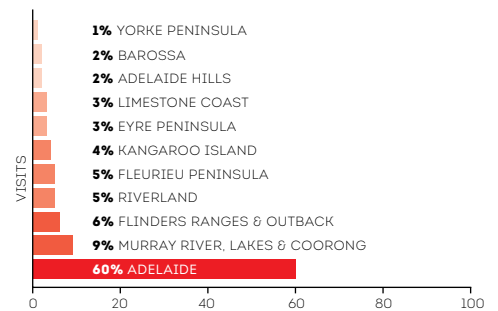 1% YORKE PENINSULA
2% BAROSSA
2% ADELAIDE HILLS
3% LIMESTONE COAST
3% EYRE PENINSULA
4% KANGAROO ISLAND
5% FLEURIEU PENINSULA
5% RIVERLAND
6% FLINDERS RANGES & OUTBACK
9% MURRAY RIVER, LAKES & COORONG
60% ADELAIDE
VISITS
0 20 40 60 80 100